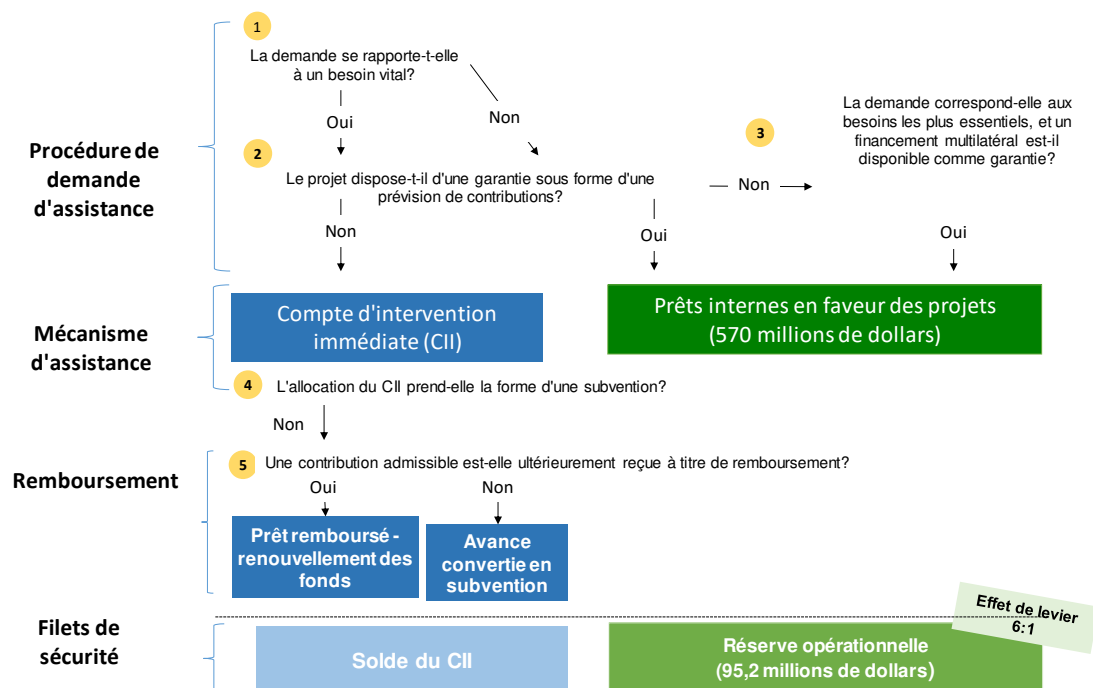 1
La demande se rapporte-t-elle
à un besoin vital?
Oui
Non
Procédure de
demande
d'assistance
2
Le projet dispose-t-il d'une garantie sous forme d'une
prévision de contributions?
Non
Oui
Non
3
La demande correspond-elle aux
besoins les plus essentiels, et un
financement multilatéral est-il
disponible comme garantie?
Oui
Mécanisme
d'assistance
Compte d'intervention
immédiate (CII)
Prêts internes en faveur des projets
(570 millions de dollars)
4
L'allocation du CII prend-elle la forme d'une subvention?
Non
Remboursement
5
Une contribution admissible est-elle ultérieurement reçue à titre de remboursement?
Oui
Non
Prêt remboursé -
renouvellement des
fonds
Avance
convertie en
subvention
Effet de levier
6:1
Filets de
sécurité
Solde du CII
Réserve opérationnelle
(95,2 millions de dollars)